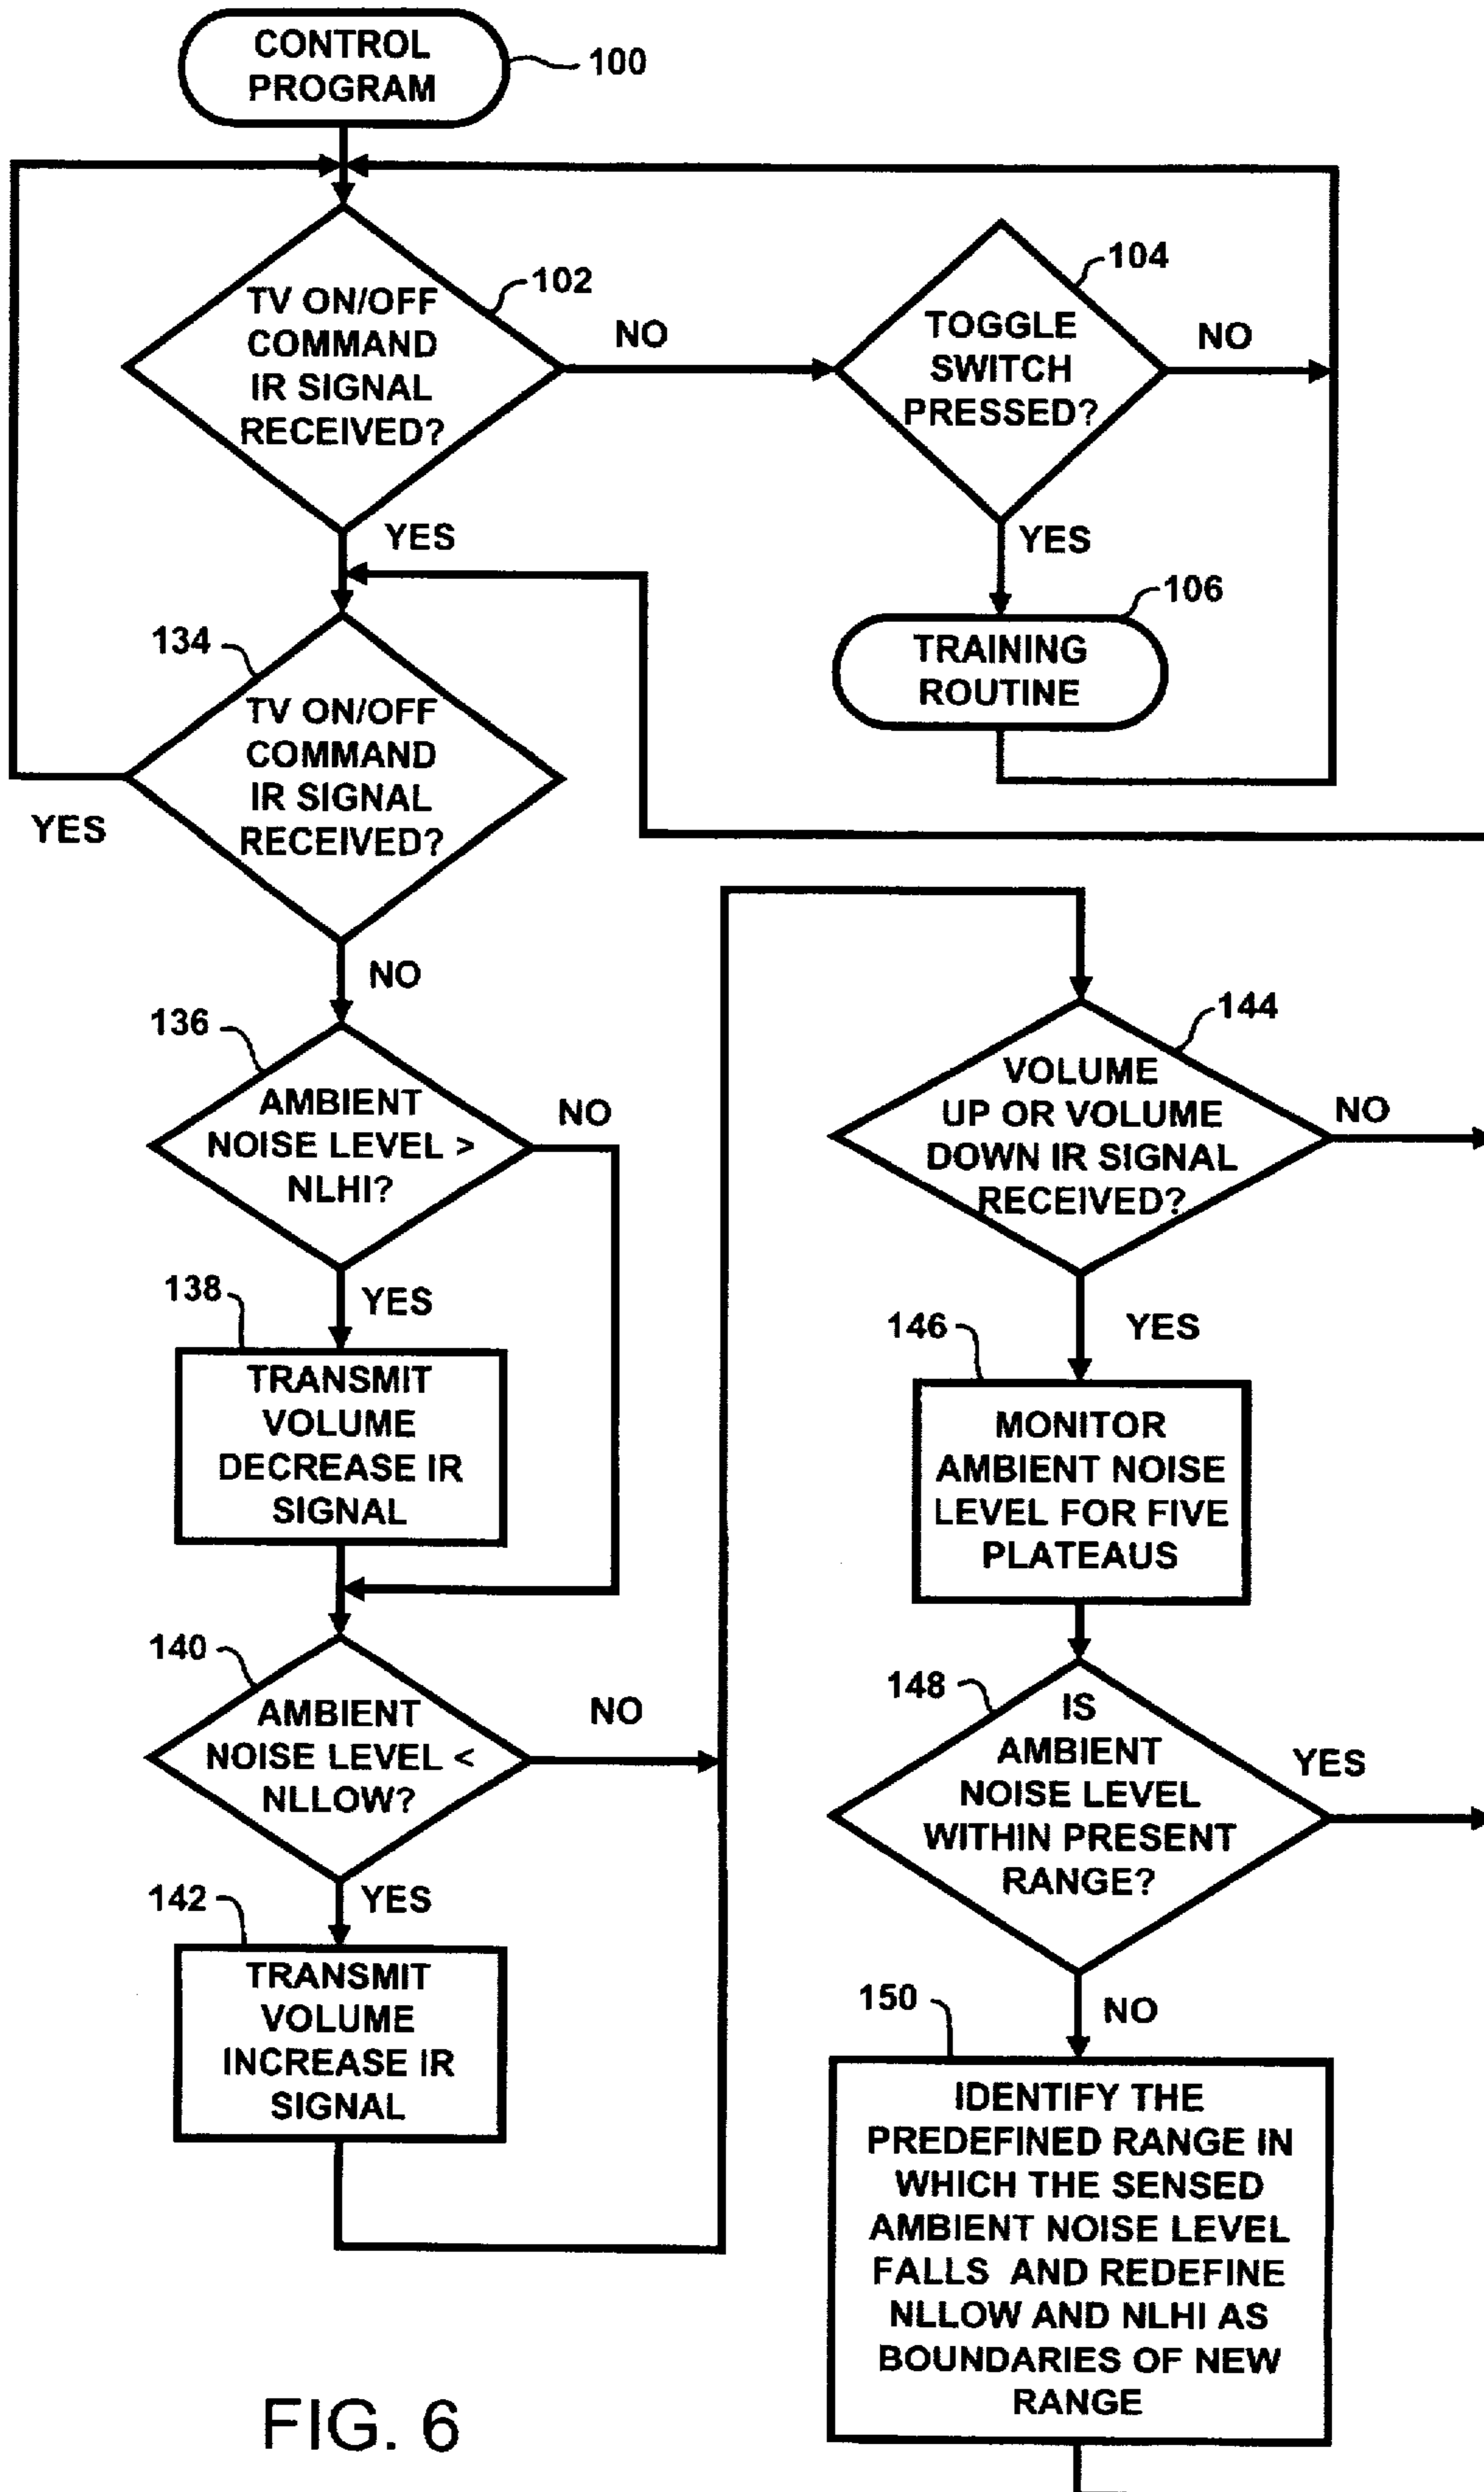 CONTROL
PROGRAM
100
TV ON/OFF
COMMAND
IR SIGNAL
RECEIVED?
102
NO
YES
TOGGLE
SWITCH
PRESSED?
104
NO
YES
TRAINING
ROUTINE
106
134
TV ON/OFF
COMMAND
IR SIGNAL
RECEIVED?
YES
NO
136
AMBIENT
NOISE LEVEL >
NLHI?
NO
YES
138
TRANSMIT
VOLUME
DECREASE IR
SIGNAL
140
AMBIENT
NOISE LEVEL <
NLLOW?
NO
YES
142
TRANSMIT
VOLUME
INCREASE IR
SIGNAL
144
VOLUME
UP OR VOLUME
DOWN IR SIGNAL
RECEIVED?
NO
YES
146
MONITOR
AMBIENT NOISE
LEVEL FOR FIVE
PLATEAUS
148
IS
AMBIENT
NOISE LEVEL
WITHIN PRESENT
RANGE?
YES
NO
150
IDENTIFY THE
PREDEFINED RANGE IN
WHICH THE SENSED
AMBIENT NOISE LEVEL
FALLS AND REDEFINE
NLLOW AND NLHI AS
BOUNDARIES OF NEW
RANGE
FIG. 6